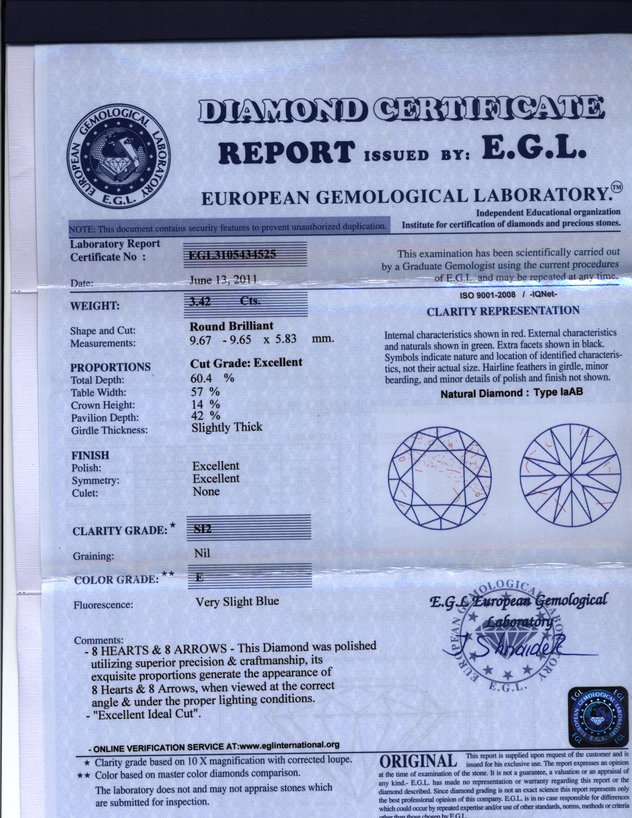 EUROPEAN GEMOLOGICAL LABORATORY
E.G.L.
DIAMOND CERTIFICATE
REPORT ISSUED BY: E.G.L.
EUROPEAN GEMOLOGICAL LABORATORY.™
Independent Educational organization
NOTE: This document contains security features to prevent unauthorized duplication.
Institute for certification of diamonds and precious stones.
Laboratory Report
Certificate No : EGL3105434525
Date: June 13, 2011
WEIGHT: 3.42 Cts.
Shape and Cut: Round Brilliant
Measurements: 9.67 - 9.65 x 5.83 mm.
PROPORTIONS Cut Grade: Excellent
Total Depth: 60.4 %
Table Width: 57 %
Crown Height: 14 %
Pavilion Depth: 42 %
Girdle Thickness: Slightly Thick
FINISH
Polish: Excellent
Symmetry: Excellent
Culet: None
CLARITY GRADE: * SI2
Graining: Nil
COLOR GRADE: ** E
Fluorescence: Very Slight Blue
Comments:
- 8 HEARTS & 8 ARROWS - This Diamond was polished
utilizing superior precision & craftmanship, its
exquisite proportions generate the appearance of
8 Hearts & 8 Arrows, when viewed at the correct
angle & under the proper lighting conditions.
- "Excellent Ideal Cut".
- ONLINE VERIFICATION SERVICE AT:www.eglinternational.org
* Clarity grade based on 10 X magnification with corrected loupe.
** Color based on master color diamonds comparison.
The laboratory does not and may not appraise stones which
are submitted for inspection.
This examination has been scientifically carried out
by a Graduate Gemologist using the current procedures
of E.G.L. and may be repeated at any time.
ISO 9001-2008 / -IQNet-
CLARITY REPRESENTATION
Internal characteristics shown in red. External characteristics
and naturals shown in green. Extra facets shown in black.
Symbols indicate nature and location of identified characteris-
tics, not their actual size. Hairline feathers in girdle, minor
bearding, and minor details of polish and finish not shown.
Natural Diamond : Type IaAB
E.G.L European Gemological
Laboratory
E.G.L.
EGL EGL
EGL EGL
ORIGINAL This report is supplied upon request of the customer and is
issued for his exclusive use. The report expresses an opinion
at the time of examination of the stone. It is not a guarantee, a valuation or an appraisal of
any kind.- E.G.L. has made no representation or warranty regarding this report or the
diamond described. Since diamond grading is not an exact science this report represents only
the best professional opinion of this company. E.G.L. is in no case responsible for differences
which could occur by repeated expertise and/or use of other standards, norms, methods or criteria
other than those chosen by E.G.L